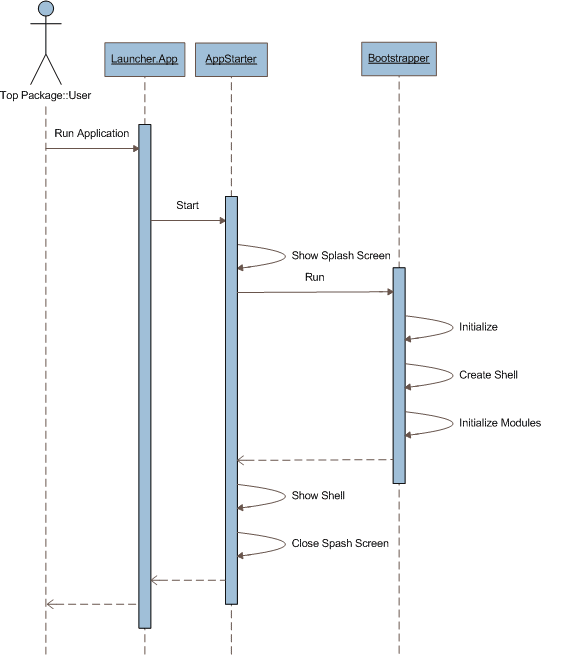 Launcher.App
AppStarter
Bootstrapper
Top Package::User
Run Application
Start
Show Splash Screen
Run
Initialize
Create Shell
Initialize Modules
Show Shell
Close Spash Screen